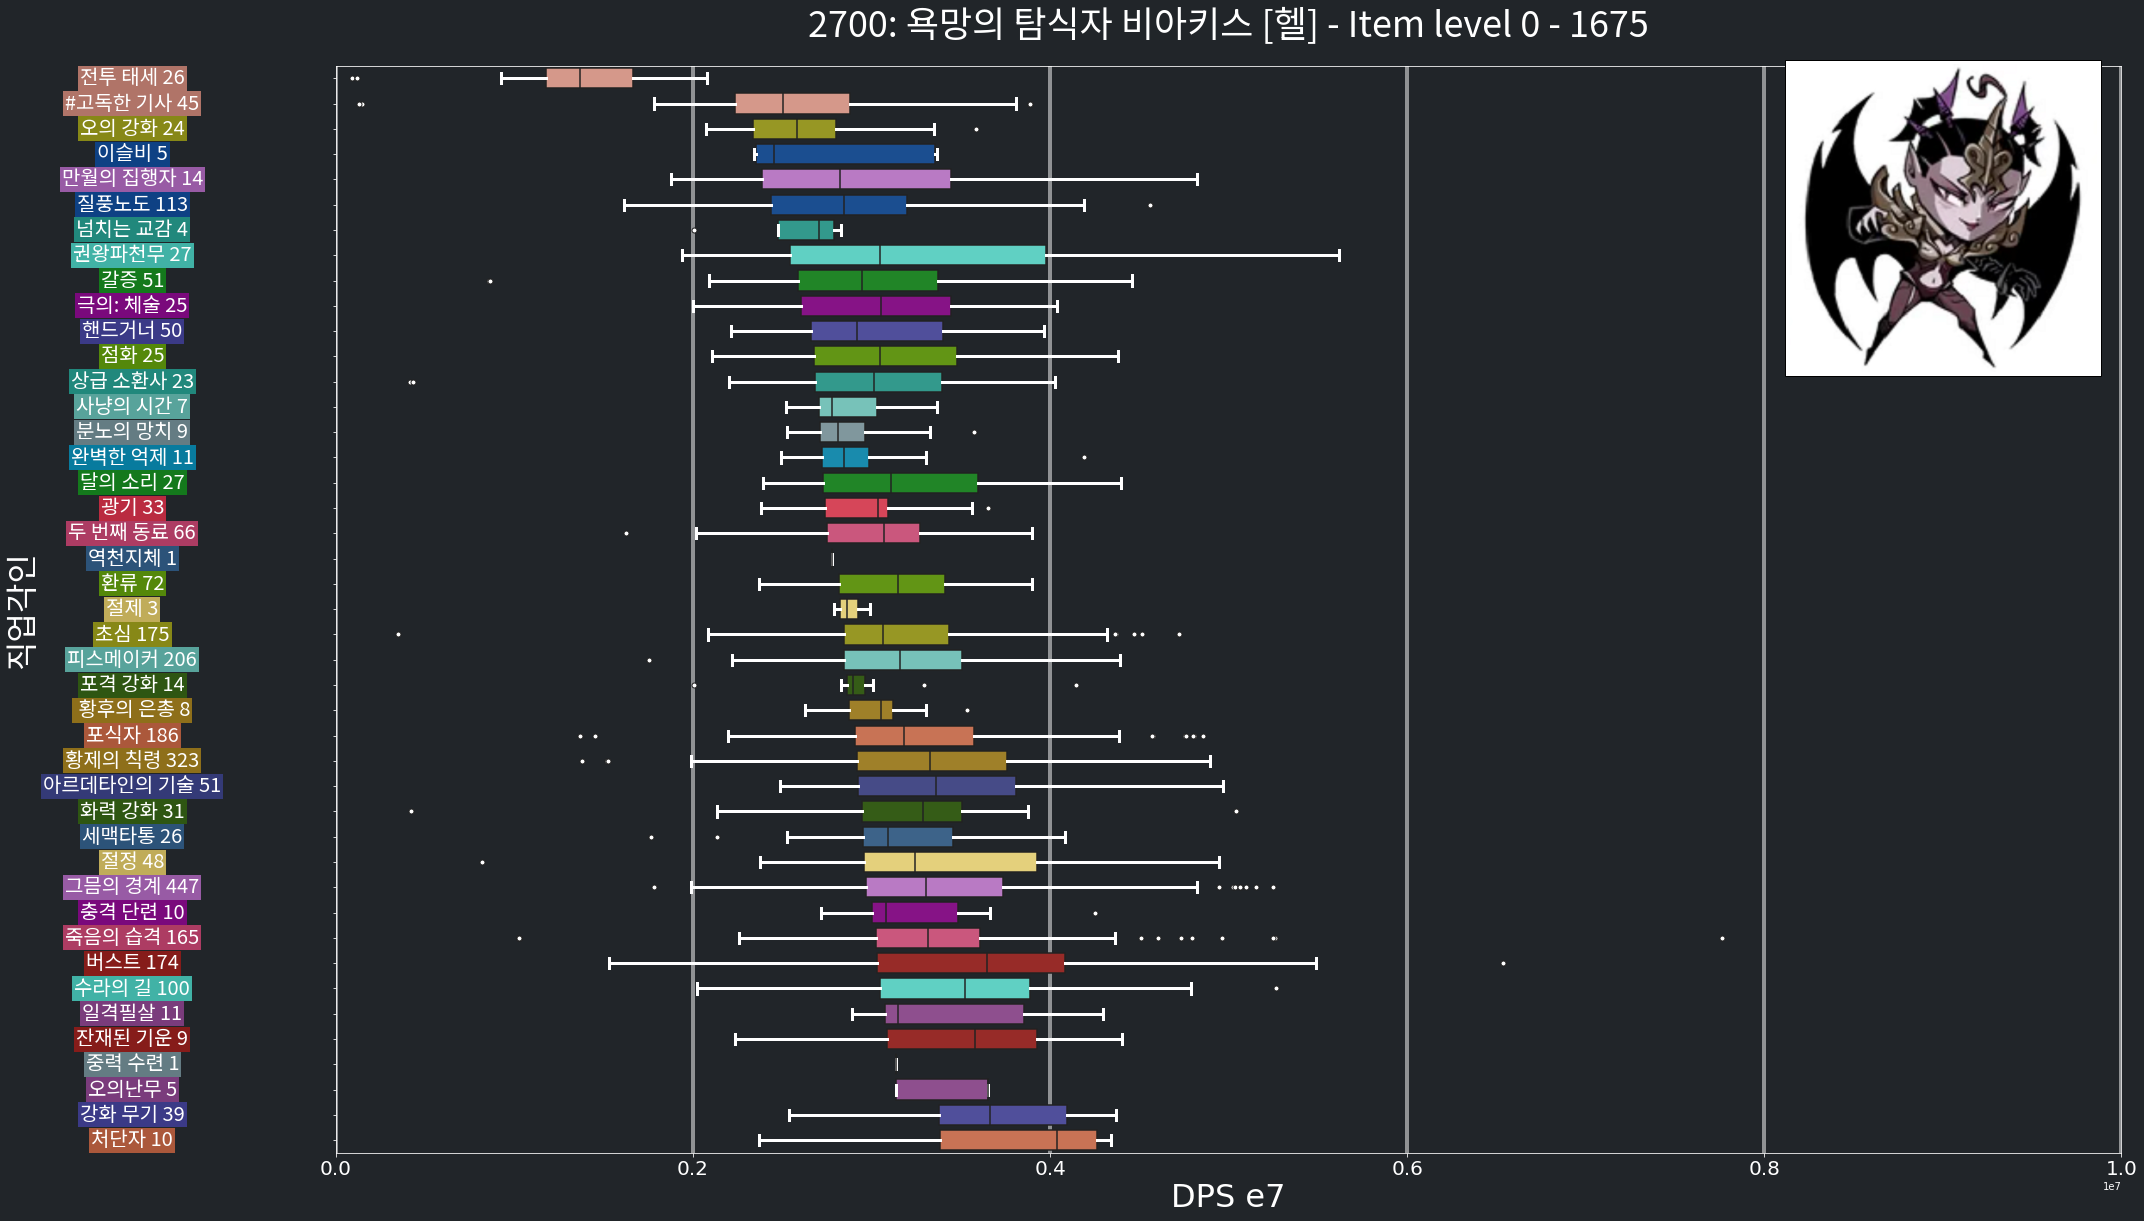 2700: 욕망의 탐식자 비아키스 [헬] - Item level 0 - 1675
전투 태세 26
#고독한 기사 45
오의 강화 24
이슬비 5
만월의 집행자 14
질풍노도 113
넘치는 교감 4
권왕파천무 27
갈증 51
극의: 체술 25
핸드거너 50
점화 25
상급 소환사 23
사냥의 시간 7
분노의 망치 9
완벽한 억제 11
달의 소리 27
광기 33
두 번째 동료 66
역천지체 1
환류 72
절제 3
초심 175
피스메이커 206
포격 강화 14
황후의 은총 8
포식자 186
황제의 칙령 323
아르데타인의 기술 51
화력 강화 31
세맥타통 26
절정 48
그믐의 경계 447
충격 단련 10
죽음의 습격 165
버스트 174
수라의 길 100
일격필살 11
잔재된 기운 9
중력 수련 1
오의난무 5
강화 무기 39
처단자 10
직업각인
0.0 0.2 0.4 0.6 0.8 1.0
1e7
DPS e7